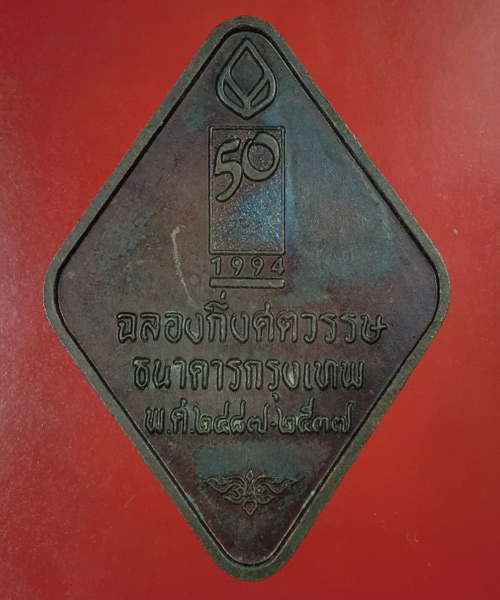 50
1994
ฉลองกึ่งศตวรรษ
ธนาคารกรุงเทพ
พ.ศ.๒๔๘๗-๒๕๓๗